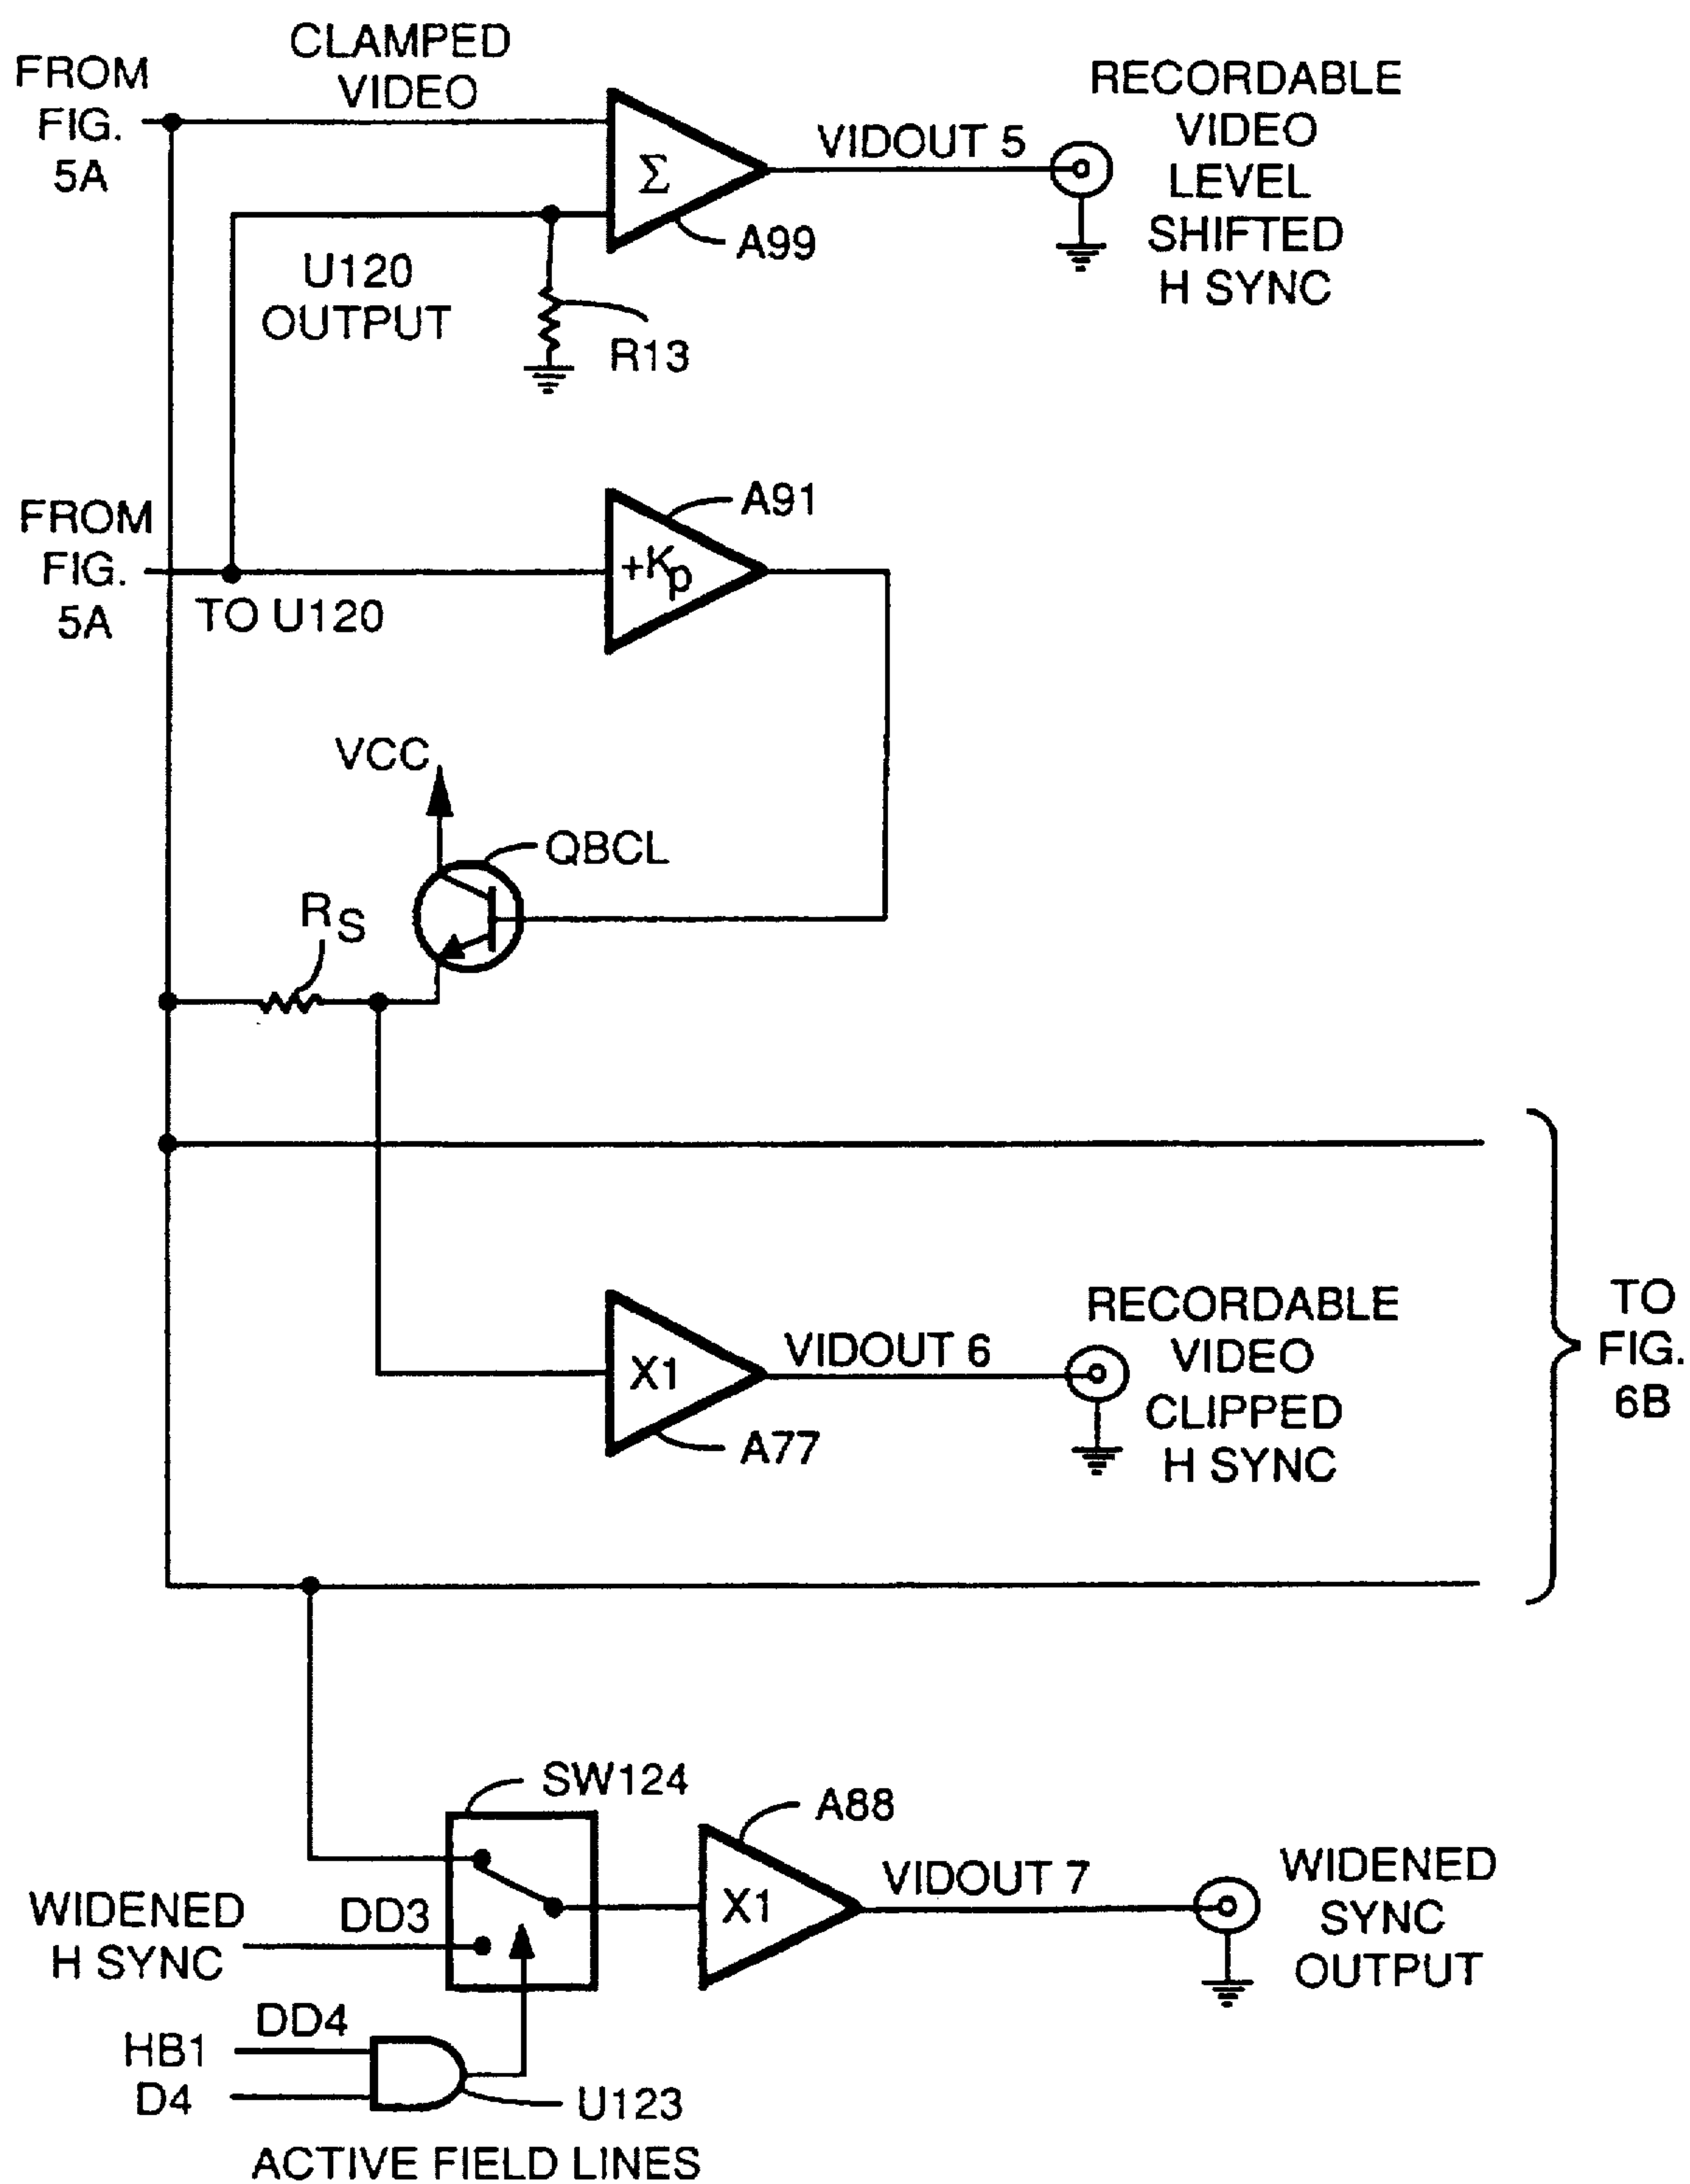 FROM
FIG.
5A
CLAMPED
VIDEO
Σ
A99
VIDOUT 5
RECORDABLE
VIDEO
LEVEL
SHIFTED
H SYNC
U120
OUTPUT
R13
FROM
FIG.
5A
TO U120
+Kp
A91
VCC
QBCL
RS
X1
A77
VIDOUT 6
RECORDABLE
VIDEO
CLIPPED
H SYNC
TO
FIG.
6B
SW124
A88
X1
VIDOUT 7
WIDENED
SYNC
OUTPUT
WIDENED
H SYNC
DD3
DD4
HB1
D4
U123
ACTIVE FIELD LINES